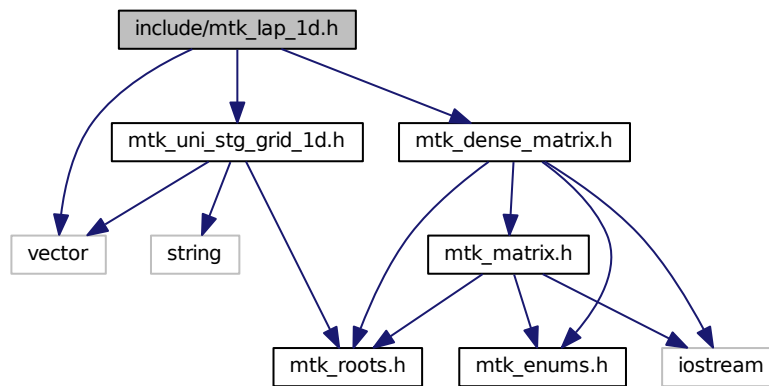 include/mtk_lap_1d.h
mtk_uni_stg_grid_1d.h
mtk_dense_matrix.h
vector
string
mtk_matrix.h
mtk_roots.h
mtk_enums.h
iostream